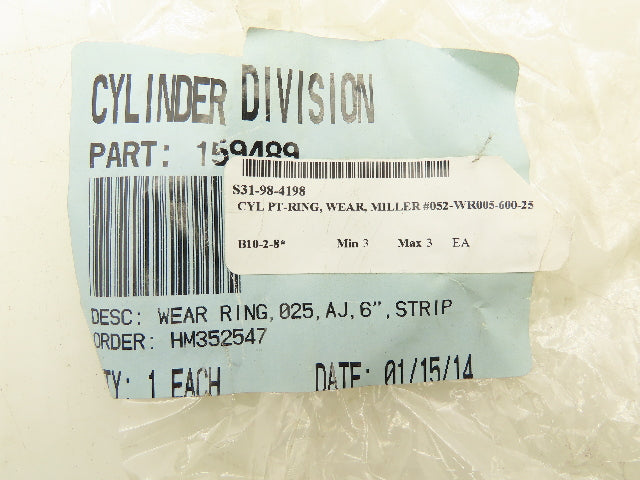 CYLINDER DIVISION
PART: 159489
S31-98-4198
CYL PT-RING, WEAR, MILLER #052-WR005-600-25
B10-2-8* Min 3 Max 3 EA
DESC: WEAR RING,025,AJ,6",STRIP
ORDER: HM352547
TY: 1 EACH DATE: 01/15/14